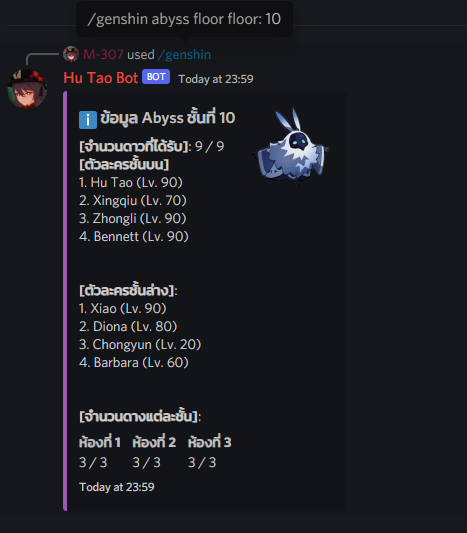 /genshin abyss floor floor: 10
M-307 used /genshin
Hu Tao Bot BOT Today at 23:59
i ข้อมูล Abyss ชั้นที่ 10
[จำนวนดาวที่ได้รับ]: 9 / 9
[ตัวละครชั้นบน]
1. Hu Tao (Lv. 90)
2. Xingqiu (Lv. 70)
3. Zhongli (Lv. 90)
4. Bennett (Lv. 90)
[ตัวละครชั้นล่าง]:
1. Xiao (Lv. 90)
2. Diona (Lv. 80)
3. Chongyun (Lv. 20)
4. Barbara (Lv. 60)
[จำนวนดางแต่ละชั้น]:
ห้องที่ 1 ห้องที่ 2 ห้องที่ 3
3 / 3 3 / 3 3 / 3
Today at 23:59